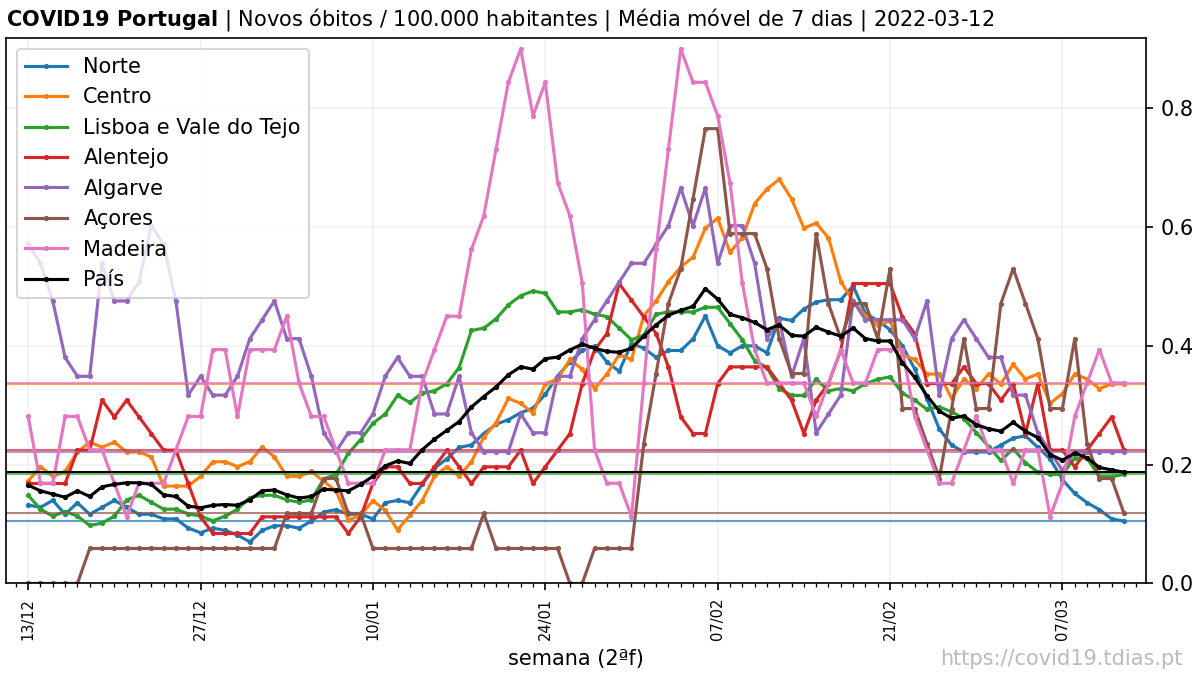 COVID19 Portugal | Novos óbitos / 100.000 habitantes | Média móvel de 7 dias | 2022-03-12
Norte
Centro
Lisboa e Vale do Tejo
Alentejo
Algarve
Açores
Madeira
País
0.8
0.6
0.4
0.2
0.0
13/12
27/12
10/01
24/01
07/02
21/02
07/03
semana (2ªf)
https://covid19.tdias.pt